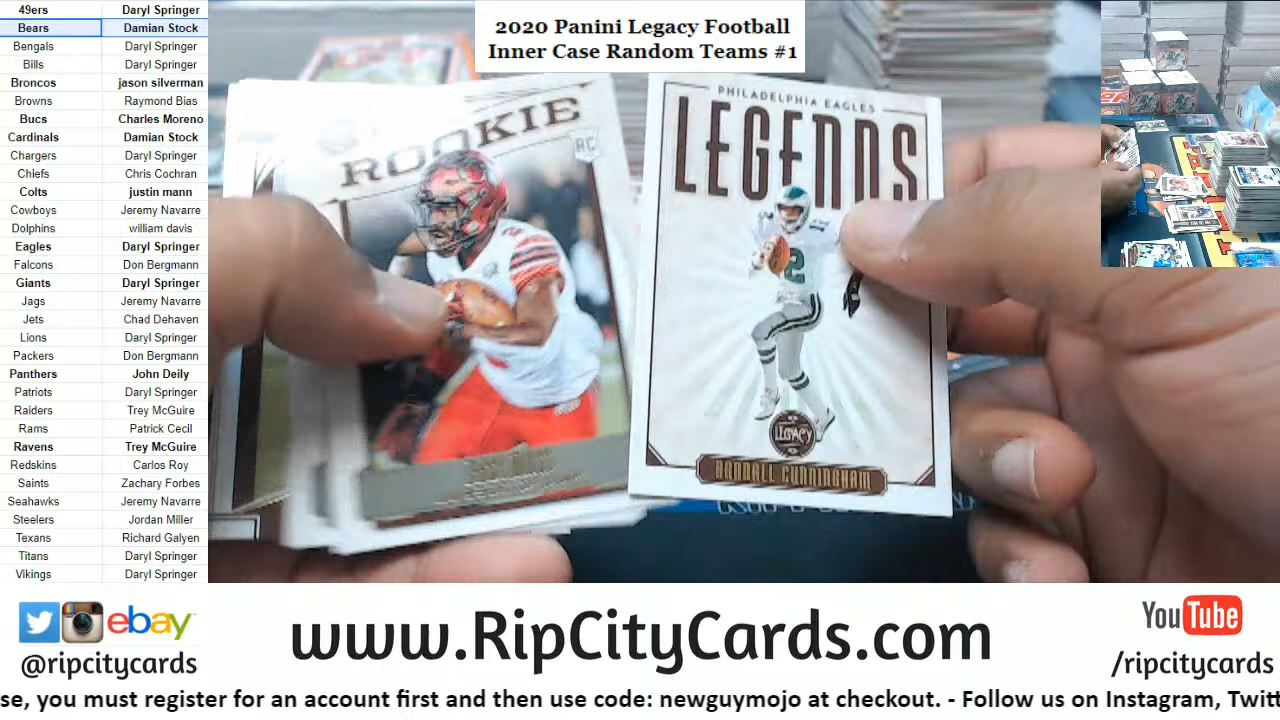 49ers Daryl Springer
Bears Damian Stock
Bengals Daryl Springer
Bills Daryl Springer
Broncos jason silverman
Browns Raymond Bias
Bucs Charles Moreno
Cardinals Damian Stock
Chargers Daryl Springer
Chiefs Chris Cochran
Colts justin mann
Cowboys Jeremy Navarre
Dolphins william davis
Eagles Daryl Springer
Falcons Don Bergmann
Giants Daryl Springer
Jags Jeremy Navarre
Jets Chad Dehaven
Lions Daryl Springer
Packers Don Bergmann
Panthers John Deily
Patriots Daryl Springer
Raiders Trey McGuire
Rams Patrick Cecil
Ravens Trey McGuire
Redskins Carlos Roy
Saints Zachary Forbes
Seahawks Jeremy Navarre
Steelers Jordan Miller
Texans Richard Galyen
Titans Daryl Springer
Vikings Daryl Springer
2020 Panini Legacy Football
Inner Case Random Teams #1
ROOKIE
RC
PHILADELPHIA EAGLES
LEGENDS
12
LEGACY
RANDALL CUNNINGHAM
ebay
@ripcitycards
www.RipCityCards.com
YouTube
/ripcitycards
se, you must register for an account first and then use code: newguymojo at checkout. - Follow us on Instagram, Twitt